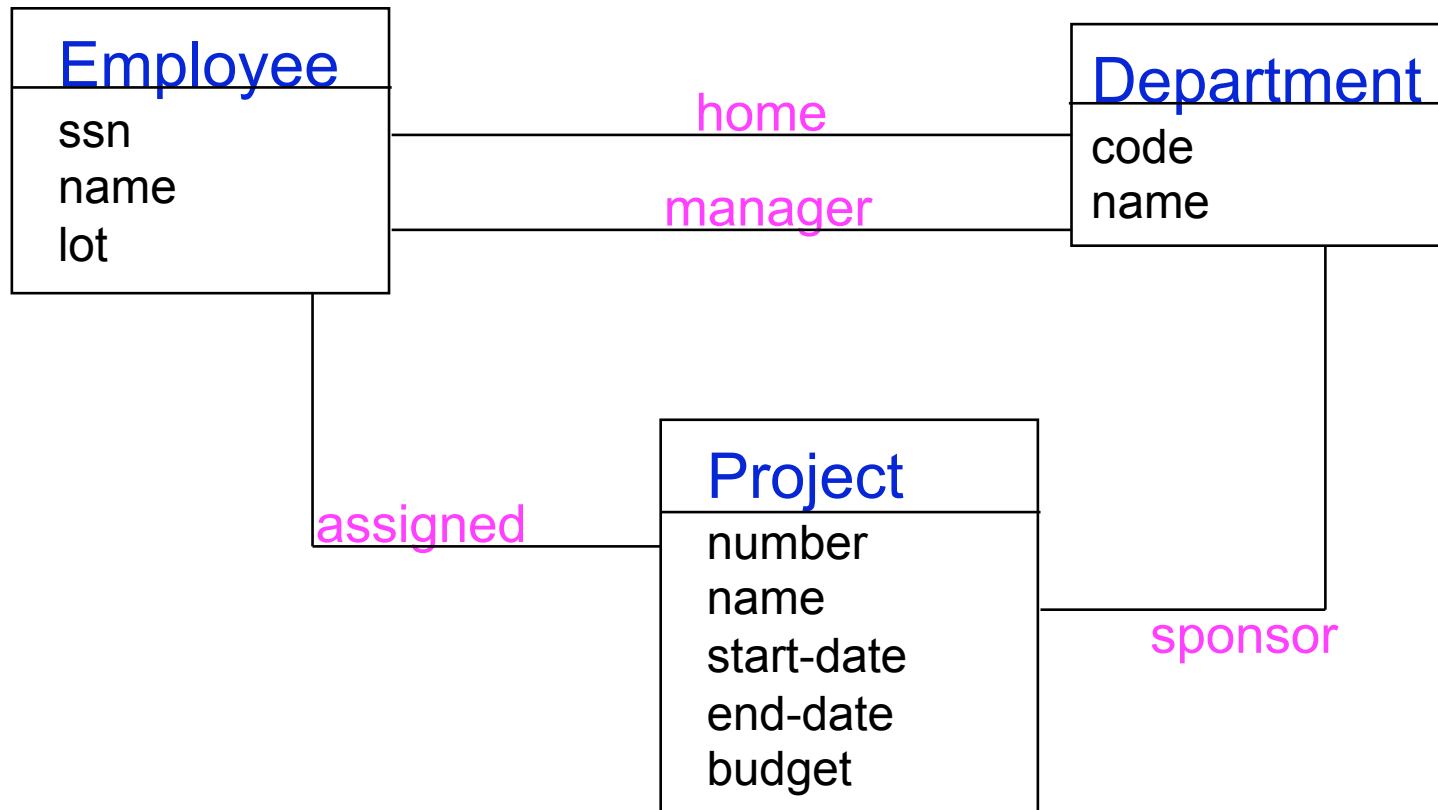 Employee
ssn
name
lot
home
manager
Department
code
name
assigned
Project
number
name
start-date
end-date
budget
sponsor